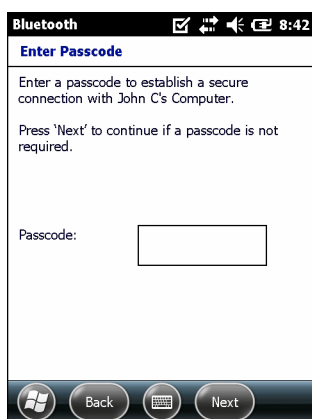 Bluetooth 8:42
Enter Passcode
Enter a passcode to establish a secure
connection with John C's Computer.
Press ‘Next’ to continue if a passcode is not
required.
Passcode:
Back Next